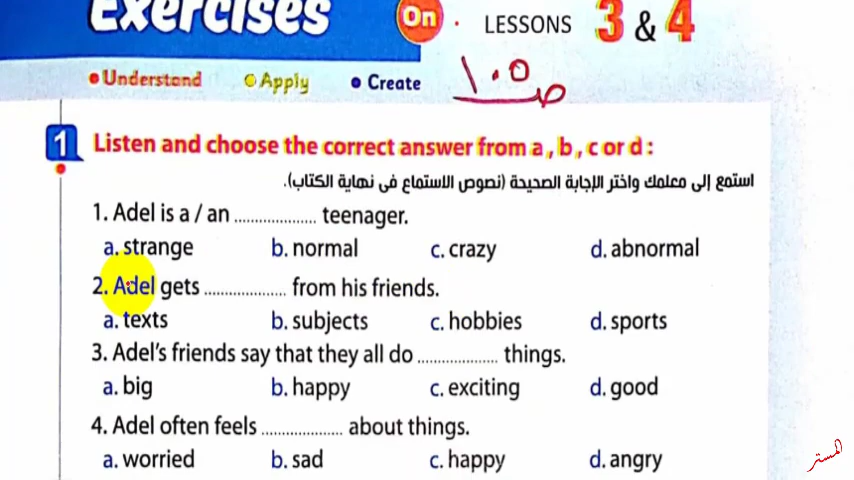 Exercises On LESSONS 3 & 4
Understand Apply Create
ص ١٠٥
1 Listen and choose the correct answer from a , b , c or d :
استمع إلى معلمك واختر الإجابة الصحيحة (نصوص الاستماع فى نهاية الكتاب).
1. Adel is a / an .................... teenager.
a. strange b. normal c. crazy d. abnormal
2. Adel gets .................... from his friends.
a. texts b. subjects c. hobbies d. sports
3. Adel's friends say that they all do .................... things.
a. big b. happy c. exciting d. good
4. Adel often feels .................... about things.
a. worried b. sad c. happy d. angry
المستر